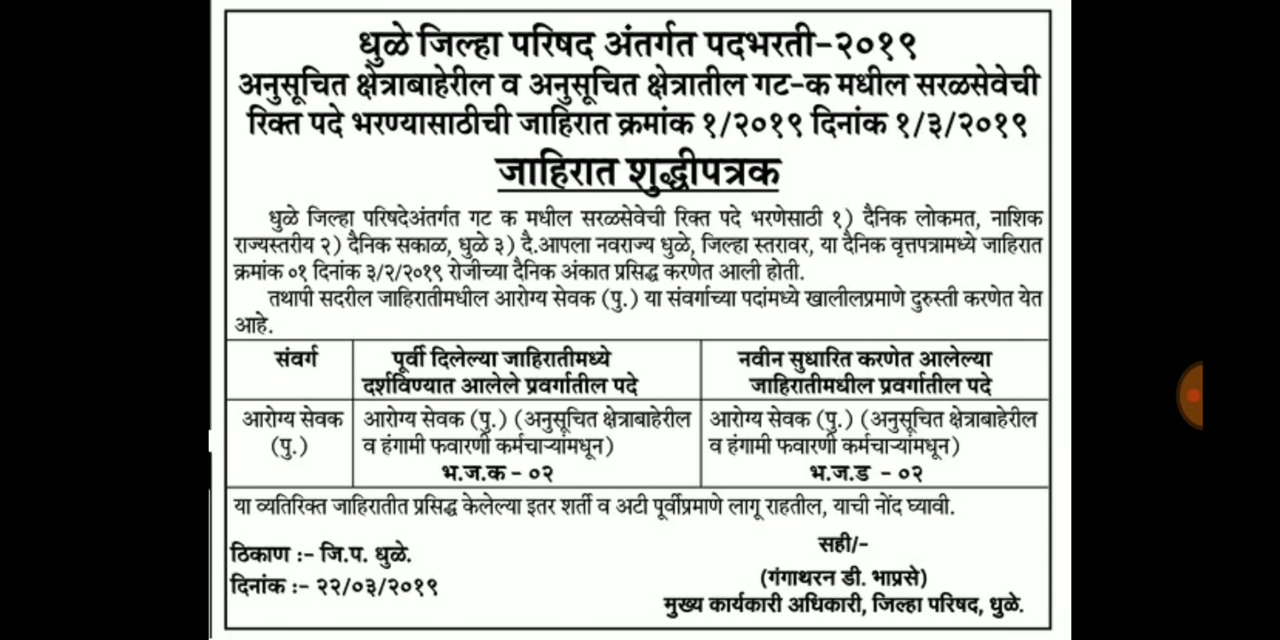 धुळे जिल्हा परिषद अंतर्गत पदभरती-२०१९
अनुसूचित क्षेत्राबाहेरील व अनुसूचित क्षेत्रातील गट-क मधील सरळसेवेची
रिक्त पदे भरण्यासाठीची जाहिरात क्रमांक १/२०१९ दिनांक १/३/२०१९
जाहिरात शुद्धीपत्रक
धुळे जिल्हा परिषदेअंतर्गत गट क मधील सरळसेवेची रिक्त पदे भरणेसाठी १) दैनिक लोकमत, नाशिक
राज्यस्तरीय २) दैनिक सकाळ, धुळे ३) दै.आपला नवराज्य धुळे, जिल्हा स्तरावर, या दैनिक वृत्तपत्रामध्ये जाहिरात
क्रमांक ०१ दिनांक ३/२/२०१९ रोजीच्या दैनिक अंकात प्रसिद्ध करणेत आली होती.
तथापी सदरील जाहिरातीमधील आरोग्य सेवक (पु.) या संवर्गाच्या पदांमध्ये खालीलप्रमाणे दुरुस्ती करणेत येत
आहे.
संवर्ग
पूर्वी दिलेल्या जाहिरातीमध्ये
दर्शविण्यात आलेले प्रवर्गातील पदे
नवीन सुधारित करणेत आलेल्या
जाहिरातीमधील प्रवर्गातील पदे
आरोग्य सेवक
(पु.)
आरोग्य सेवक (पु.) (अनुसूचित क्षेत्राबाहेरील
व हंगामी फवारणी कर्मचाऱ्यांमधून)
भ.ज.क - ०२
आरोग्य सेवक (पु.) (अनुसूचित क्षेत्राबाहेरील
व हंगामी फवारणी कर्मचाऱ्यांमधून)
भ.ज.ड - ०२
या व्यतिरिक्त जाहिरातीत प्रसिद्ध केलेल्या इतर शर्ती व अटी पूर्वीप्रमाणे लागू राहतील, याची नोंद घ्यावी.
ठिकाण :- जि.प. धुळे.
दिनांक :- २२/०३/२०१९
सही/-
(गंगाथरन डी. भाप्रसे)
मुख्य कार्यकारी अधिकारी, जिल्हा परिषद, धुळे.